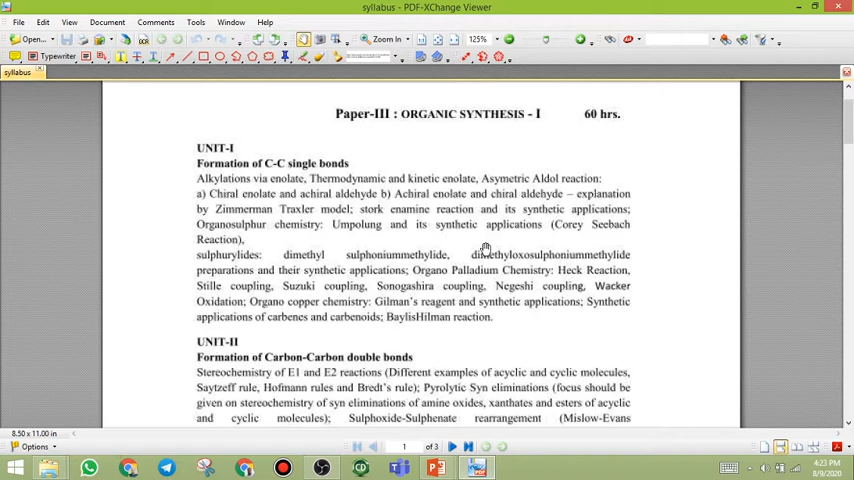 syllabus - PDF-XChange Viewer
File Edit View Document Comments Tools Window Help
Open... OCR Zoom In 125%
Typewriter
syllabus
Paper-III : ORGANIC SYNTHESIS - I 60 hrs.
UNIT-I
Formation of C-C single bonds
Alkylations via enolate, Thermodynamic and kinetic enolate, Asymetric Aldol reaction:
a) Chiral enolate and achiral aldehyde b) Achiral enolate and chiral aldehyde – explanation
by Zimmerman Traxler model; stork enamine reaction and its synthetic applications;
Organosulphur chemistry: Umpolung and its synthetic applications (Corey Seebach
Reaction),
sulphurylides: dimethyl sulphoniummethylide, dimethyloxosulphoniummethylide
preparations and their synthetic applications; Organo Palladium Chemistry: Heck Reaction,
Stille coupling, Suzuki coupling, Sonogashira coupling, Negeshi coupling, Wacker
Oxidation; Organo copper chemistry: Gilman's reagent and synthetic applications; Synthetic
applications of carbenes and carbenoids; BaylisHilman reaction.
UNIT-II
Formation of Carbon-Carbon double bonds
Stereochemistry of E1 and E2 reactions (Different examples of acyclic and cyclic molecules,
Saytzeff rule, Hofmann rules and Bredt's rule); Pyrolytic Syn eliminations (focus should be
given on stereochemistry of syn eliminations of amine oxides, xanthates and esters of acyclic
and cyclic molecules); Sulphoxide-Sulphenate rearrangement (Mislow-Evans
8.50 x 11.00 in
Options 1 of 3
4:23 PM
8/9/2020